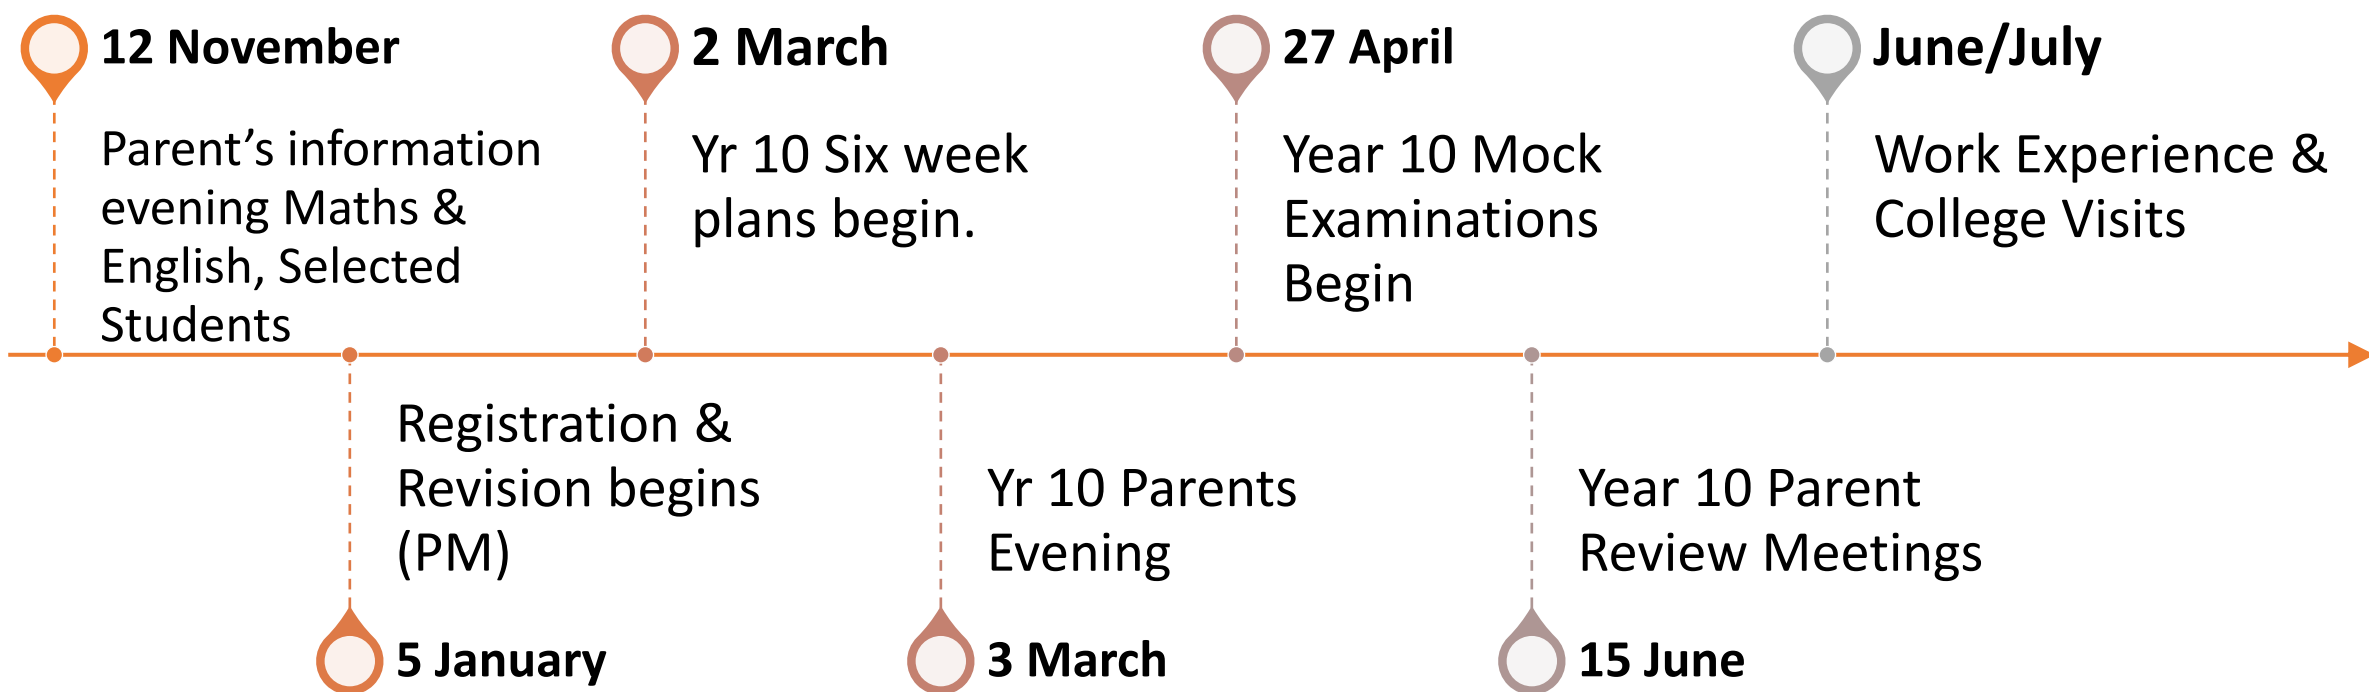 12 November
Parent’s information
evening Maths &
English, Selected
Students
Registration &
Revision begins
(PM)
5 January
2 March
Yr 10 Six week
plans begin.
Yr 10 Parents
Evening
3 March
27 April
Year 10 Mock
Examinations
Begin
Year 10 Parent
Review Meetings
15 June
June/July
Work Experience &
College Visits